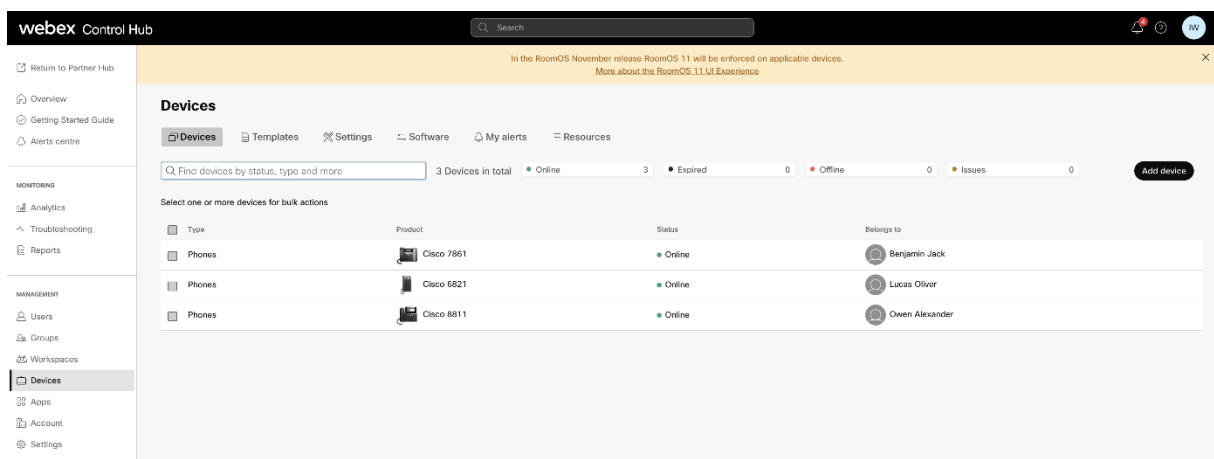 webex Control Hub
Search
4
IW
Return to Partner Hub
In the RoomOS November release RoomOS 11 will be enforced on applicable devices.
More about the RoomOS 11 UI Experience
Overview
Getting Started Guide
Alerts centre
MONITORING
Analytics
Troubleshooting
Reports
MANAGEMENT
Users
Groups
Workspaces
Devices
Apps
Account
Settings
Devices
Devices Templates Settings Software My alerts Resources
Find devices by status, type and more 3 Devices in total Online 3 Expired 0 Offline 0 Issues 0 Add device
Select one or more devices for bulk actions
Type Product Status Belongs to
Phones Cisco 7861 Online Benjamin Jack
Phones Cisco 6821 Online Lucas Oliver
Phones Cisco 8811 Online Owen Alexander